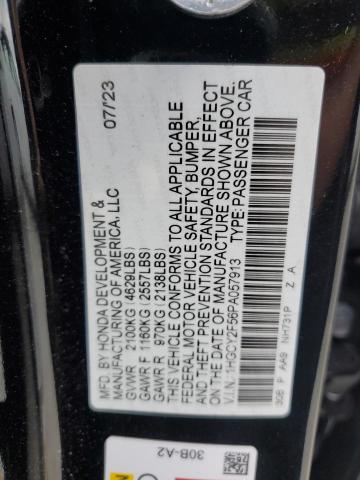 MFD. BY HONDA DEVELOPMENT & 07/'23
MANUFACTURING OF AMERICA, LLC
GVWR 2100KG (4629LBS)
GAWR F 1160KG (2557LBS)
GAWR R 970KG (2138LBS)
THIS VEHICLE CONFORMS TO ALL APPLICABLE
FEDERAL MOTOR VEHICLE SAFETY, BUMPER,
AND THEFT PREVENTION STANDARDS IN EFFECT
ON THE DATE OF MANUFACTURE SHOWN ABOVE.
V.I.N.: 1HGCY2F56PA057913 TYPE:PASSENGER CAR
30B P AA9 NH731P Z A
30B-A2